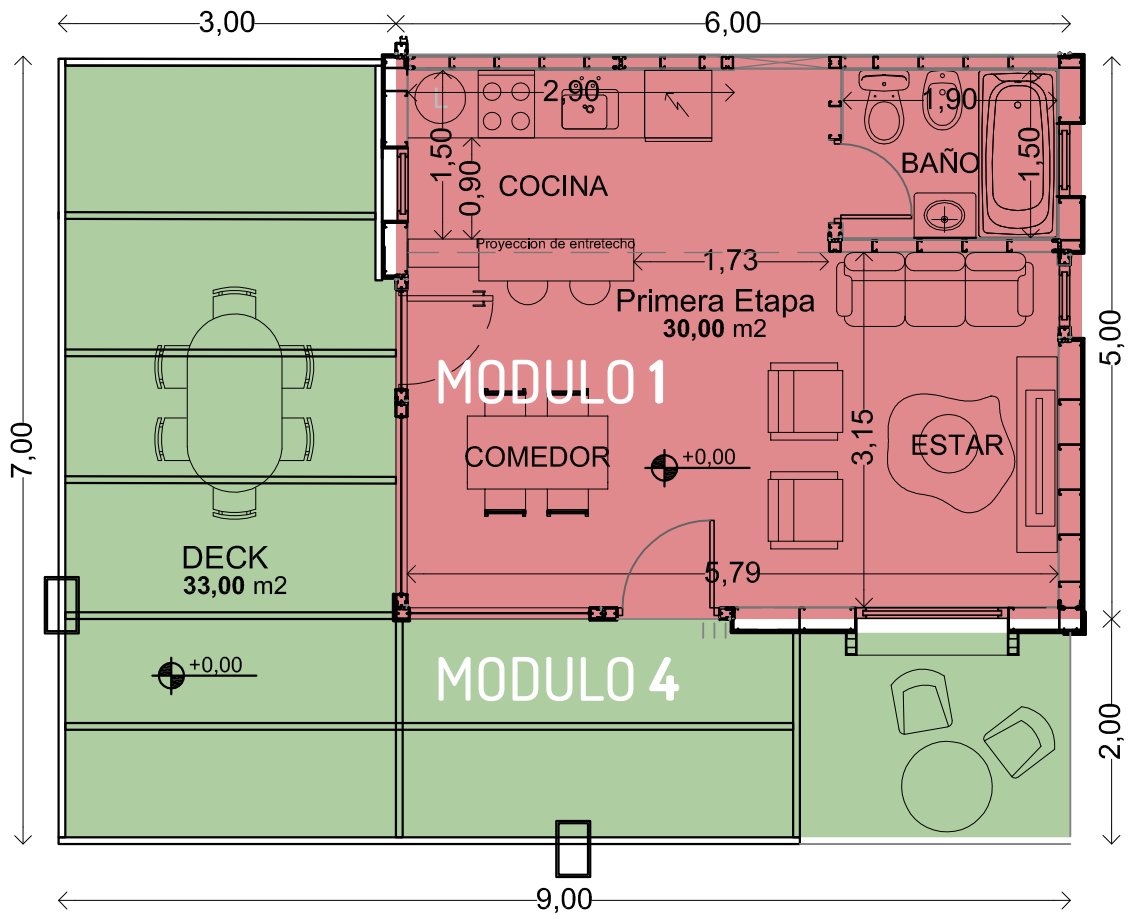 3,00
6,00
2,90
1,90
L
1,50
0,90
COCINA
BAÑO
1,50
Proyeccion de entretecho
1,73
Primera Etapa
30,00 m2
5,00
MODULO 1
7,00
COMEDOR
+0,00
3,15
ESTAR
DECK
33,00 m2
5,79
+0,00
MODULO 4
2,00
9,00